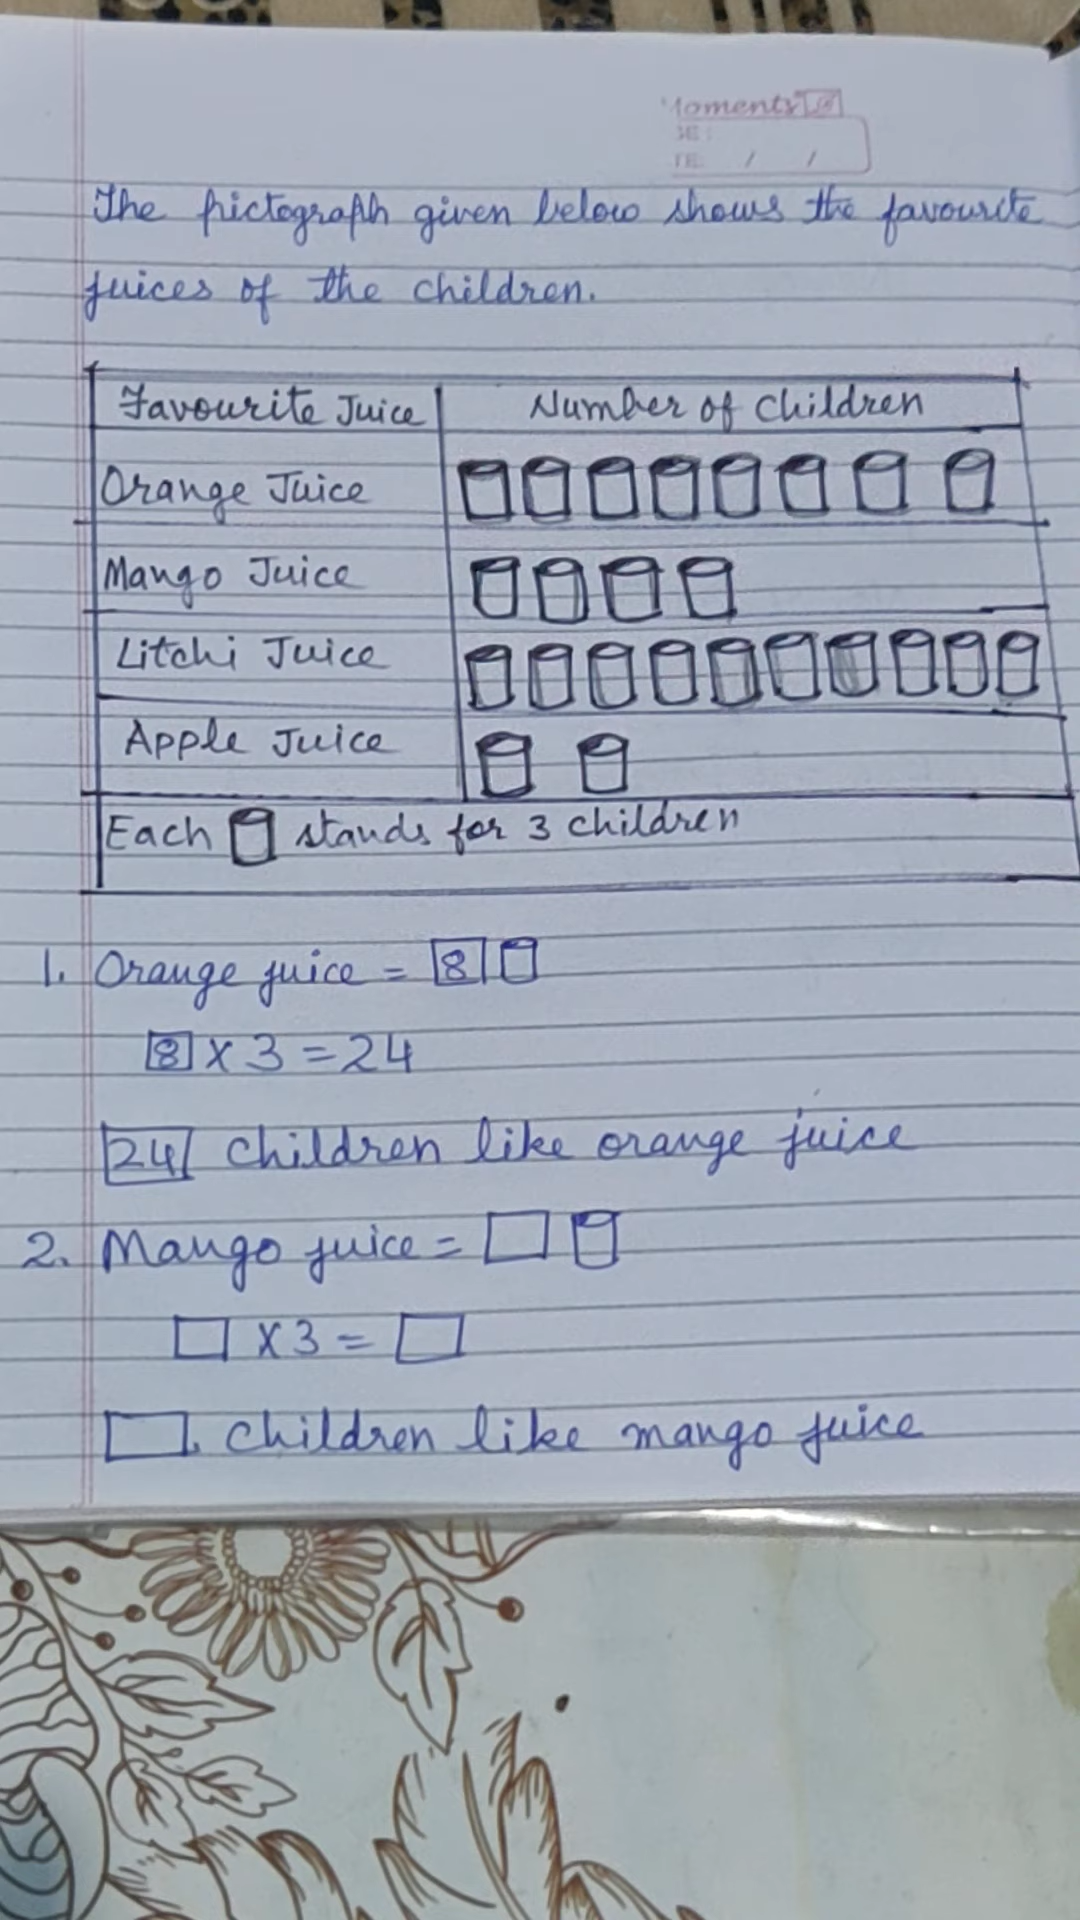 Moments
TE: / /
The pictograph given below shows the favourite
juices of the children.
Favourite Juice Number of children
Orange Juice
Mango Juice
Litchi Juice
Apple Juice
Each stands for 3 children
1. Orange juice = 8
8 x 3 = 24
24 children like orange juice
2. Mango juice =
x 3 =
children like mango juice